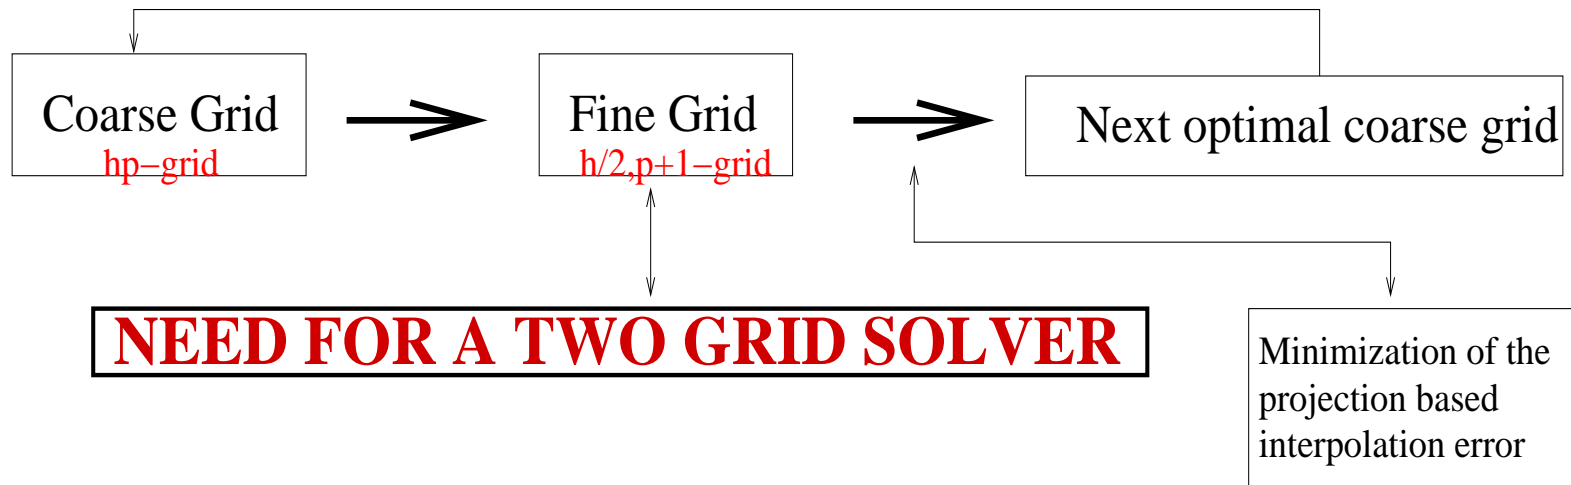 Coarse Grid
hp−grid
Fine Grid
h/2,p+1−grid
Next optimal coarse grid
NEED FOR A TWO GRID SOLVER
Minimization of the
projection based
interpolation error